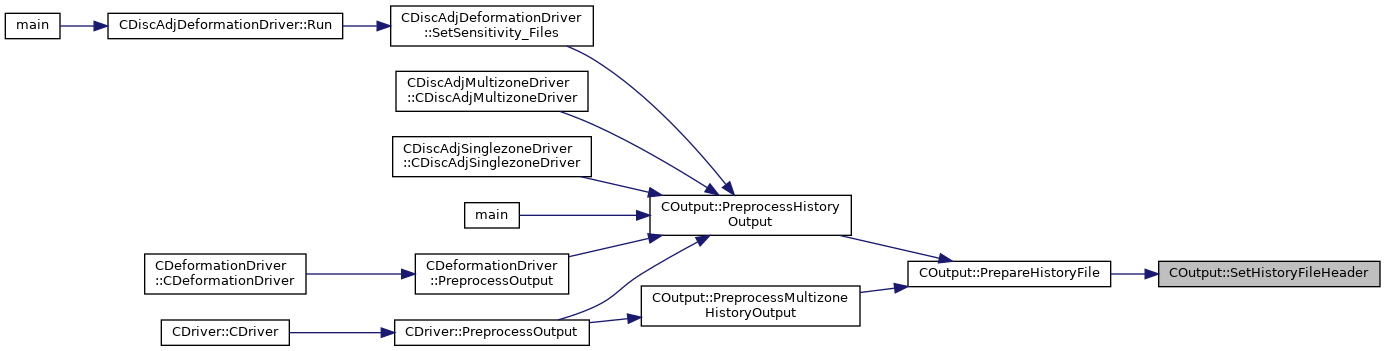 main
CDiscAdjDeformationDriver::Run
CDiscAdjDeformationDriver
::SetSensitivity_Files
CDiscAdjMultizoneDriver
::CDiscAdjMultizoneDriver
CDiscAdjSinglezoneDriver
::CDiscAdjSinglezoneDriver
main
COutput::PreprocessHistory
Output
CDeformationDriver
::CDeformationDriver
CDeformationDriver
::PreprocessOutput
COutput::PrepareHistoryFile
COutput::SetHistoryFileHeader
COutput::PreprocessMultizone
HistoryOutput
CDriver::CDriver
CDriver::PreprocessOutput